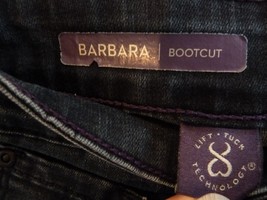 BARBARA | BOOTCUT
LIFT · TUCK
TECHNOLOGY®